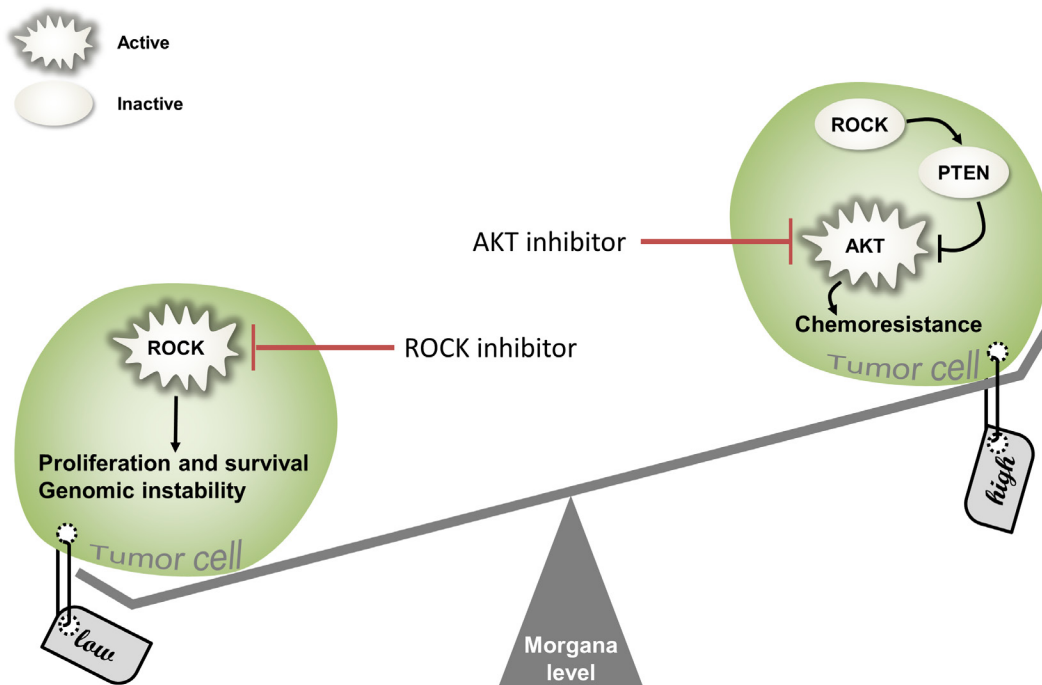 Active
Inactive
ROCK
PTEN
AKT inhibitor
AKT
Chemoresistance
Tumor cell
high
ROCK
ROCK inhibitor
Proliferation and survival
Genomic instability
Tumor cell
low
Morgana
level